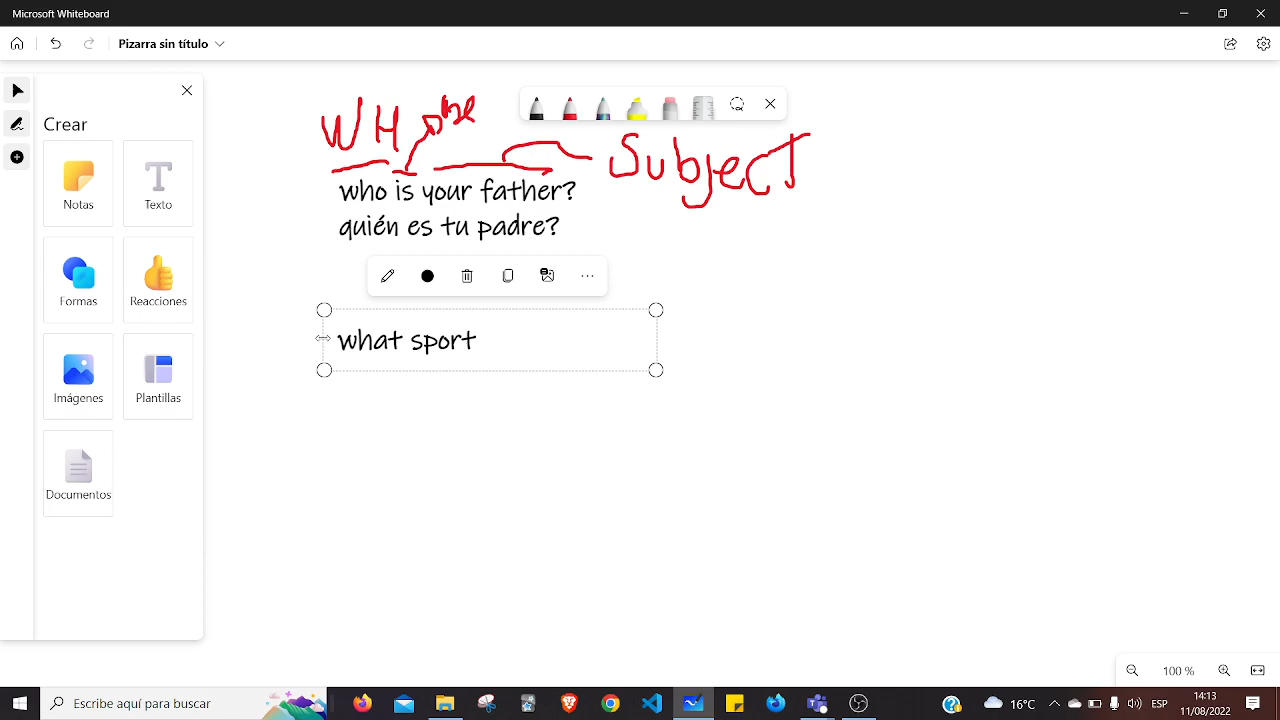 Microsoft Whiteboard
Pizarra sin título
Crear
Notas
Texto
Formas
Reacciones
Imágenes
Plantillas
Documentos
WH be
Subject
who is your father?
quién es tu padre?
what sport
100 %
Escribe aquí para buscar
16°C
ESP
14:13
11/08/2022